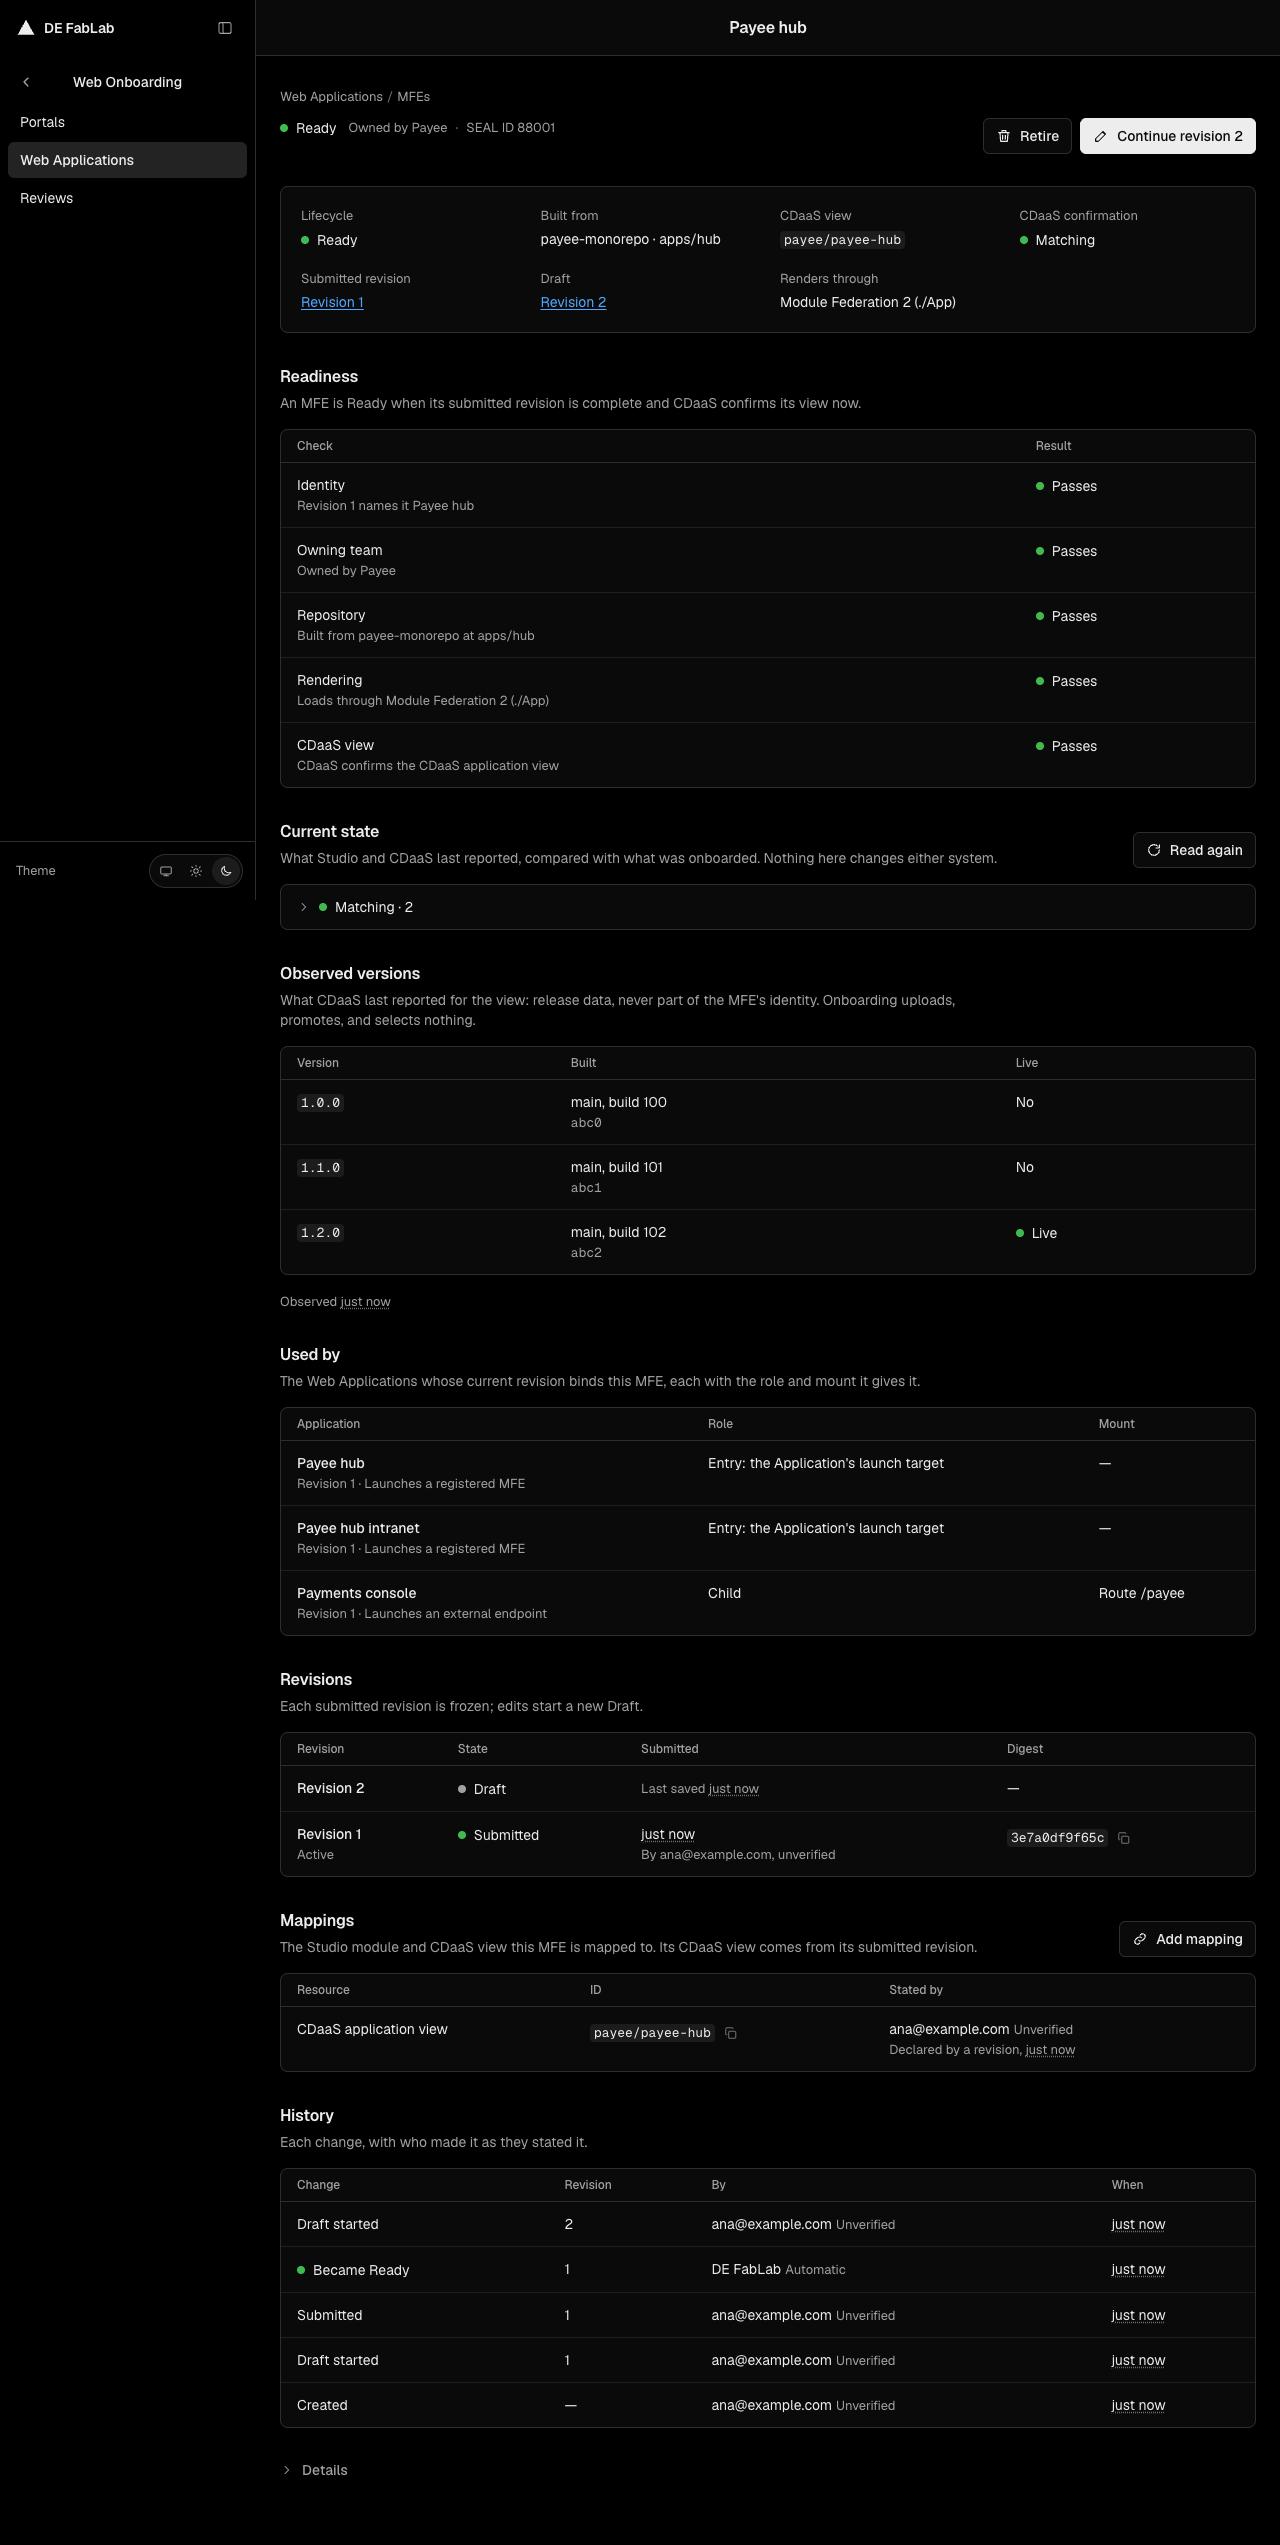 DE FabLab
Payee hub
Web Onboarding
Portals
Web Applications
Reviews
Theme
Web Applications / MFEs
Ready Owned by Payee · SEAL ID 88001
Retire
Continue revision 2
Lifecycle
Ready
Built from
payee-monorepo · apps/hub
CDaaS view
payee/payee-hub
CDaaS confirmation
Matching
Submitted revision
Revision 1
Draft
Revision 2
Renders through
Module Federation 2 (./App)
Readiness
An MFE is Ready when its submitted revision is complete and CDaaS confirms its view now.
Check Result
Identity Passes
Revision 1 names it Payee hub
Owning team Passes
Owned by Payee
Repository Passes
Built from payee-monorepo at apps/hub
Rendering Passes
Loads through Module Federation 2 (./App)
CDaaS view Passes
CDaaS confirms the CDaaS application view
Current state
What Studio and CDaaS last reported, compared with what was onboarded. Nothing here changes either system.
Read again
Matching · 2
Observed versions
What CDaaS last reported for the view: release data, never part of the MFE's identity. Onboarding uploads,
promotes, and selects nothing.
Version Built Live
1.0.0 main, build 100 No
abc0
1.1.0 main, build 101 No
abc1
1.2.0 main, build 102 Live
abc2
Observed just now
Used by
The Web Applications whose current revision binds this MFE, each with the role and mount it gives it.
Application Role Mount
Payee hub Entry: the Application's launch target —
Revision 1 · Launches a registered MFE
Payee hub intranet Entry: the Application's launch target —
Revision 1 · Launches a registered MFE
Payments console Child Route /payee
Revision 1 · Launches an external endpoint
Revisions
Each submitted revision is frozen; edits start a new Draft.
Revision State Submitted Digest
Revision 2 Draft Last saved just now —
Revision 1 Submitted just now 3e7a0df9f65c
Active By ana@example.com, unverified
Mappings
The Studio module and CDaaS view this MFE is mapped to. Its CDaaS view comes from its submitted revision.
Add mapping
Resource ID Stated by
CDaaS application view payee/payee-hub ana@example.com Unverified
Declared by a revision, just now
History
Each change, with who made it as they stated it.
Change Revision By When
Draft started 2 ana@example.com Unverified just now
Became Ready 1 DE FabLab Automatic just now
Submitted 1 ana@example.com Unverified just now
Draft started 1 ana@example.com Unverified just now
Created — ana@example.com Unverified just now
Details